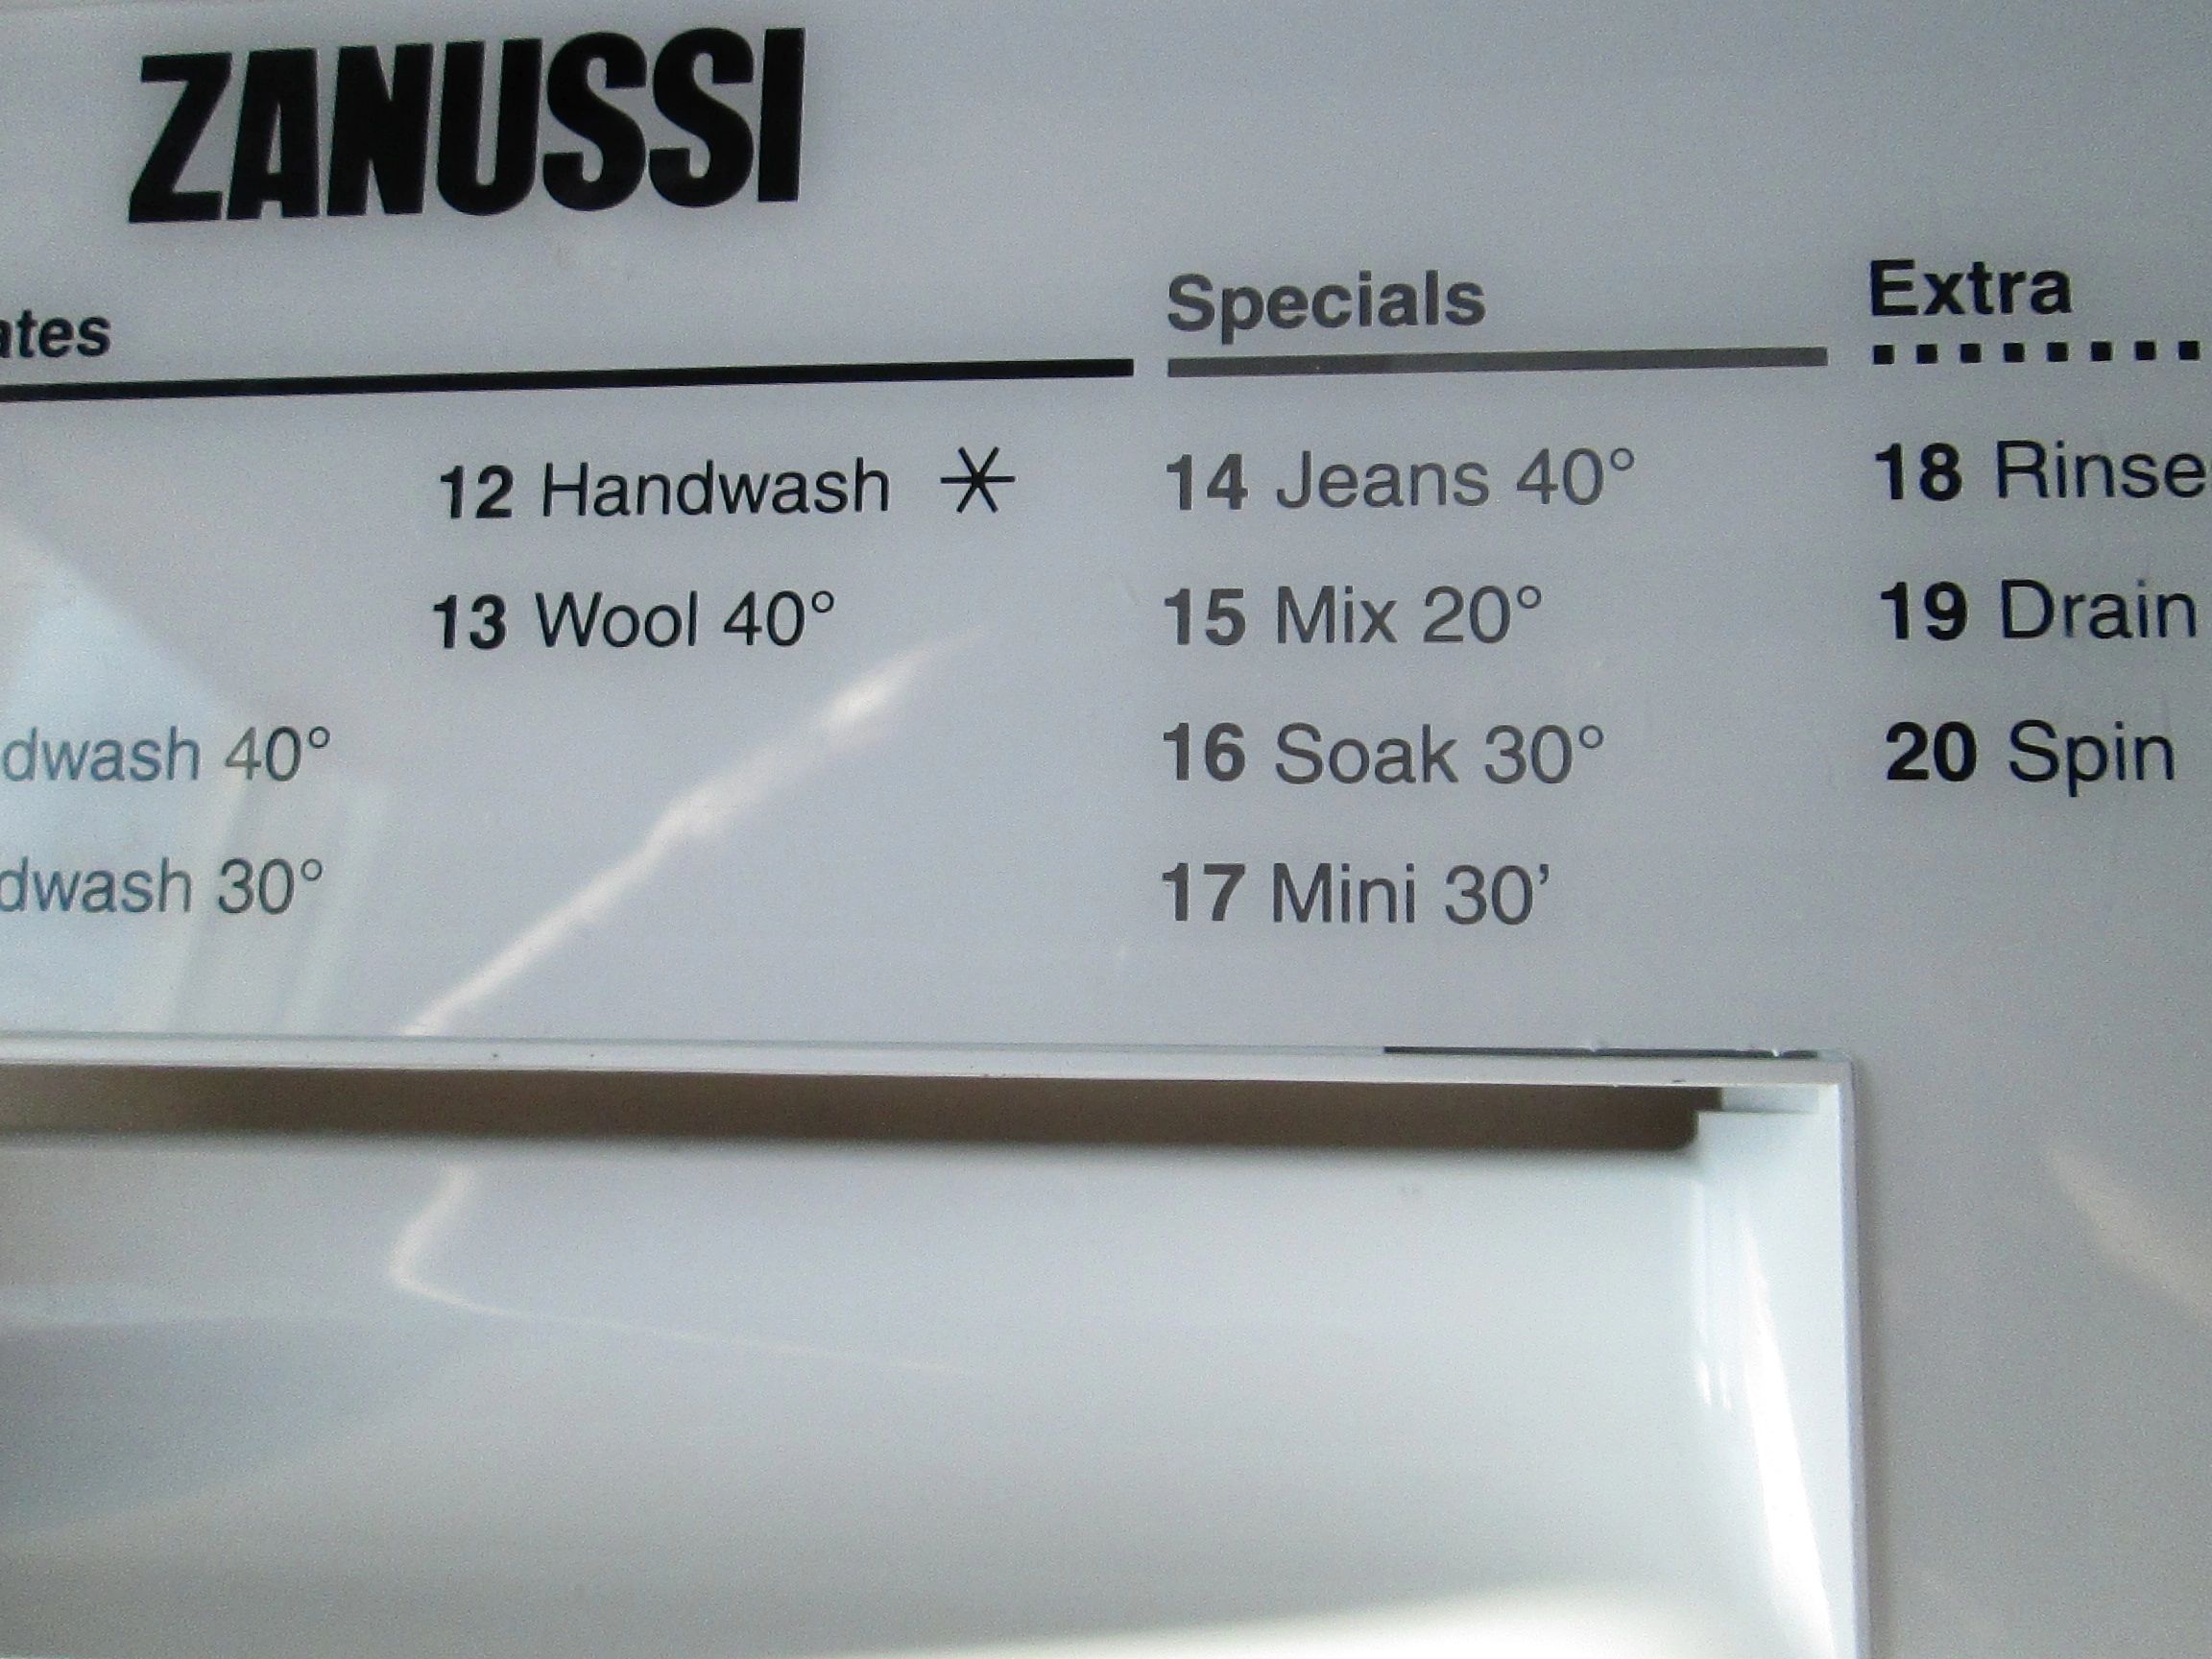 ZANUSSI
ates
Specials
Extra
12 Handwash *
14 Jeans 40°
18 Rinse
13 Wool 40°
15 Mix 20°
19 Drain
dwash 40°
16 Soak 30°
20 Spin
dwash 30°
17 Mini 30’